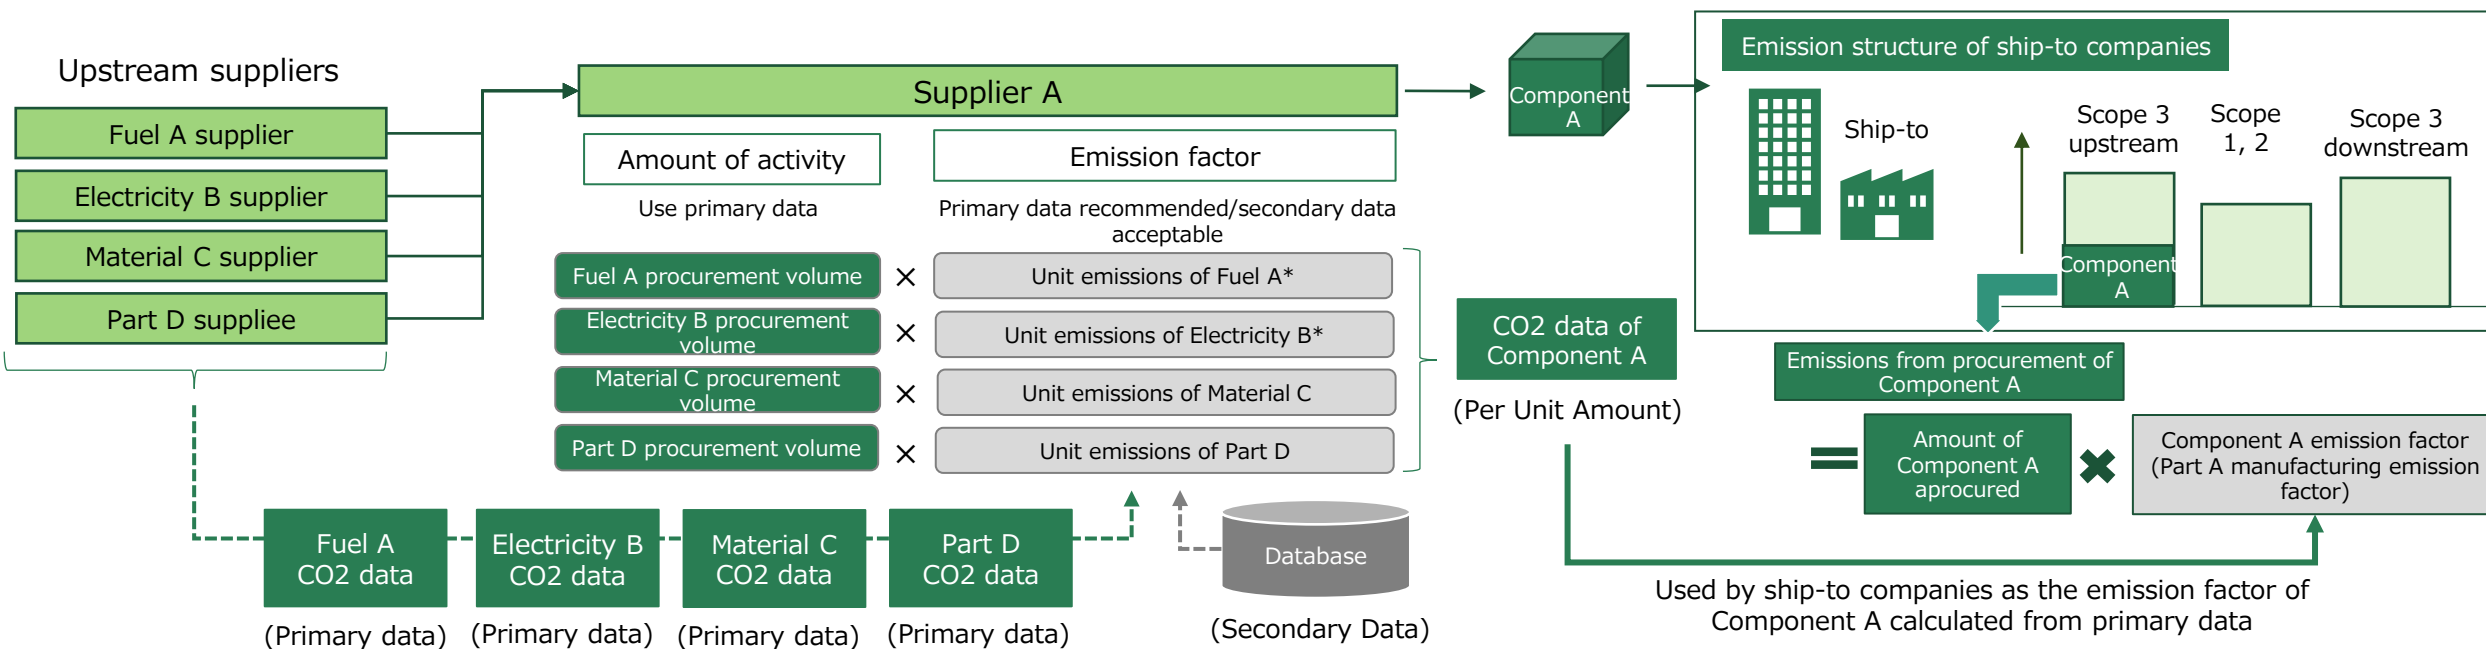 Upstream suppliers
Fuel A supplier
Electricity B supplier
Material C supplier
Part D suppliee
Supplier A
Amount of activity
Use primary data
Emission factor
Primary data recommended/secondary data
acceptable
Fuel A procurement volume
×
Unit emissions of Fuel A*
Electricity B procurement
volume
×
Unit emissions of Electricity B*
Material C procurement
volume
×
Unit emissions of Material C
Part D procurement volume
×
Unit emissions of Part D
Fuel A
CO2 data
(Primary data)
Electricity B
CO2 data
(Primary data)
Material C
CO2 data
(Primary data)
Part D
CO2 data
(Primary data)
Database
(Secondary Data)
CO2 data of
Component A
(Per Unit Amount)
Component
A
Emission structure of ship-to companies
Ship-to
Scope 3
upstream
Scope
1, 2
Scope 3
downstream
Component
A
Emissions from procurement of
Component A
=
Amount of
Component A
aprocured
×
Component A emission factor
(Part A manufacturing emission
factor)
Used by ship-to companies as the emission factor of
Component A calculated from primary data